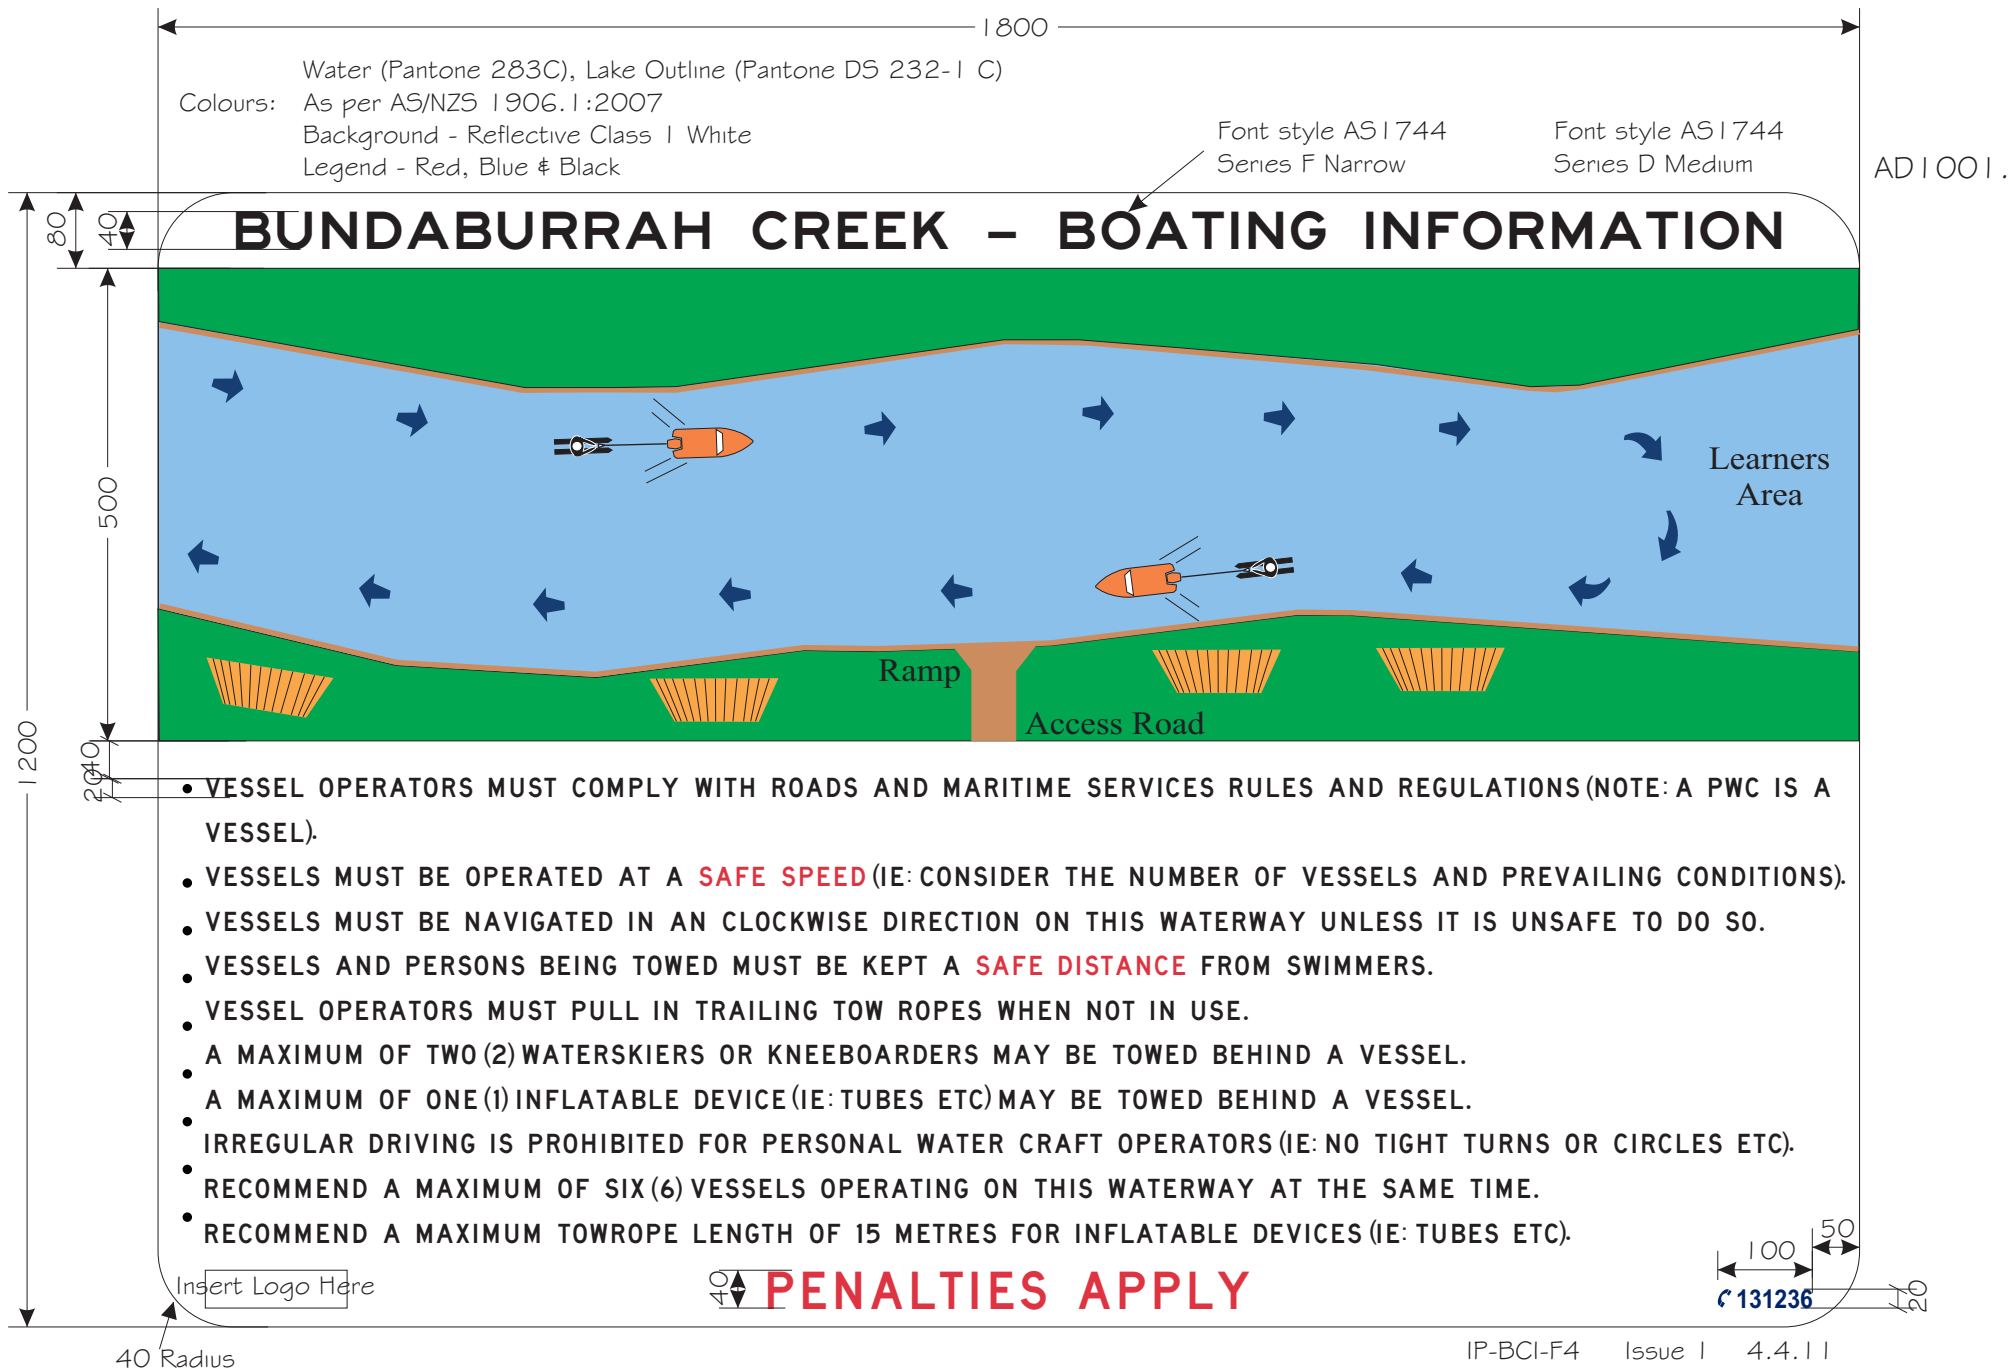 1800
Water (Pantone 283C), Lake Outline (Pantone DS 232-1 C)
Colours: As per AS/NZS 1906.1:2007
Background - Reflective Class 1 White
Legend - Red, Blue & Black
Font style AS1744
Series F Narrow
Font style AS1744
Series D Medium
AD1001.
80
40
BUNDABURRAH CREEK – BOATING INFORMATION
Learners
Area
500
Ramp
Access Road
1200
40
20
• VESSEL OPERATORS MUST COMPLY WITH ROADS AND MARITIME SERVICES RULES AND REGULATIONS (NOTE: A PWC IS A
VESSEL).
• VESSELS MUST BE OPERATED AT A SAFE SPEED (IE: CONSIDER THE NUMBER OF VESSELS AND PREVAILING CONDITIONS).
• VESSELS MUST BE NAVIGATED IN AN CLOCKWISE DIRECTION ON THIS WATERWAY UNLESS IT IS UNSAFE TO DO SO.
• VESSELS AND PERSONS BEING TOWED MUST BE KEPT A SAFE DISTANCE FROM SWIMMERS.
• VESSEL OPERATORS MUST PULL IN TRAILING TOW ROPES WHEN NOT IN USE.
• A MAXIMUM OF TWO (2) WATERSKIERS OR KNEEBOARDERS MAY BE TOWED BEHIND A VESSEL.
• A MAXIMUM OF ONE (1) INFLATABLE DEVICE (IE: TUBES ETC) MAY BE TOWED BEHIND A VESSEL.
• IRREGULAR DRIVING IS PROHIBITED FOR PERSONAL WATER CRAFT OPERATORS (IE: NO TIGHT TURNS OR CIRCLES ETC).
• RECOMMEND A MAXIMUM OF SIX (6) VESSELS OPERATING ON THIS WATERWAY AT THE SAME TIME.
RECOMMEND A MAXIMUM TOWROPE LENGTH OF 15 METRES FOR INFLATABLE DEVICES (IE: TUBES ETC).
50
100
Insert Logo Here
40
PENALTIES APPLY
131236
20
40 Radius
IP-BCI-F4 Issue 1 4.4.11